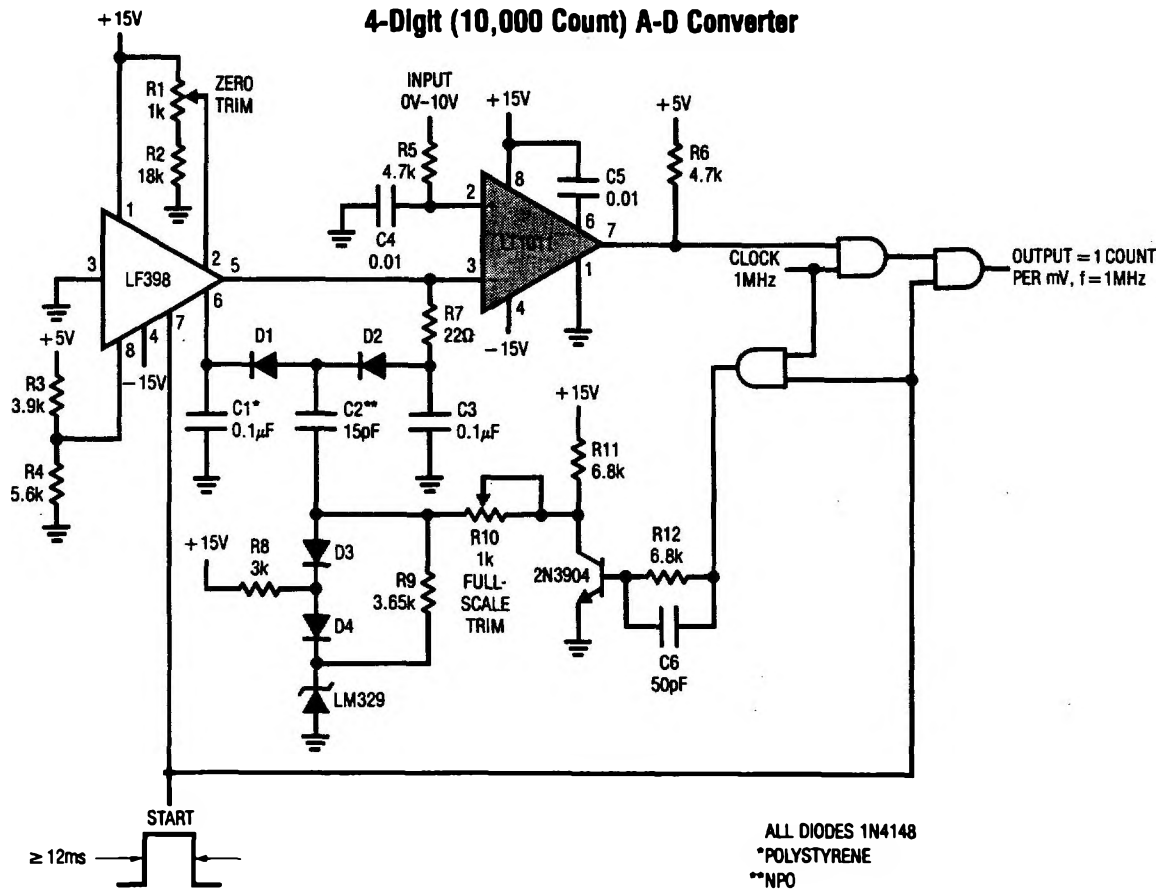 4-Digit (10,000 Count) A-D Converter
+15V
R1
1k
ZERO
TRIM
R2
18k
INPUT
0V–10V
+15V
+5V
R5
4.7k
R6
4.7k
C5
0.01
C4
0.01
1
2
3
4
5
6
7
8
LF398
2
3
8
6
7
1
4
LT1011
−15V
CLOCK
1MHz
OUTPUT = 1 COUNT
PER mV, f = 1MHz
+5V
R3
3.9k
R4
5.6k
−15V
D1
D2
R7
22Ω
C1*
0.1μF
C2**
15pF
C3
0.1μF
+15V
R11
6.8k
+15V
R8
3k
D3
D4
R9
3.65k
R10
1k
FULL-
SCALE
TRIM
2N3904
R12
6.8k
C6
50pF
LM329
START
≥ 12ms
ALL DIODES 1N4148
*POLYSTYRENE
**NPO